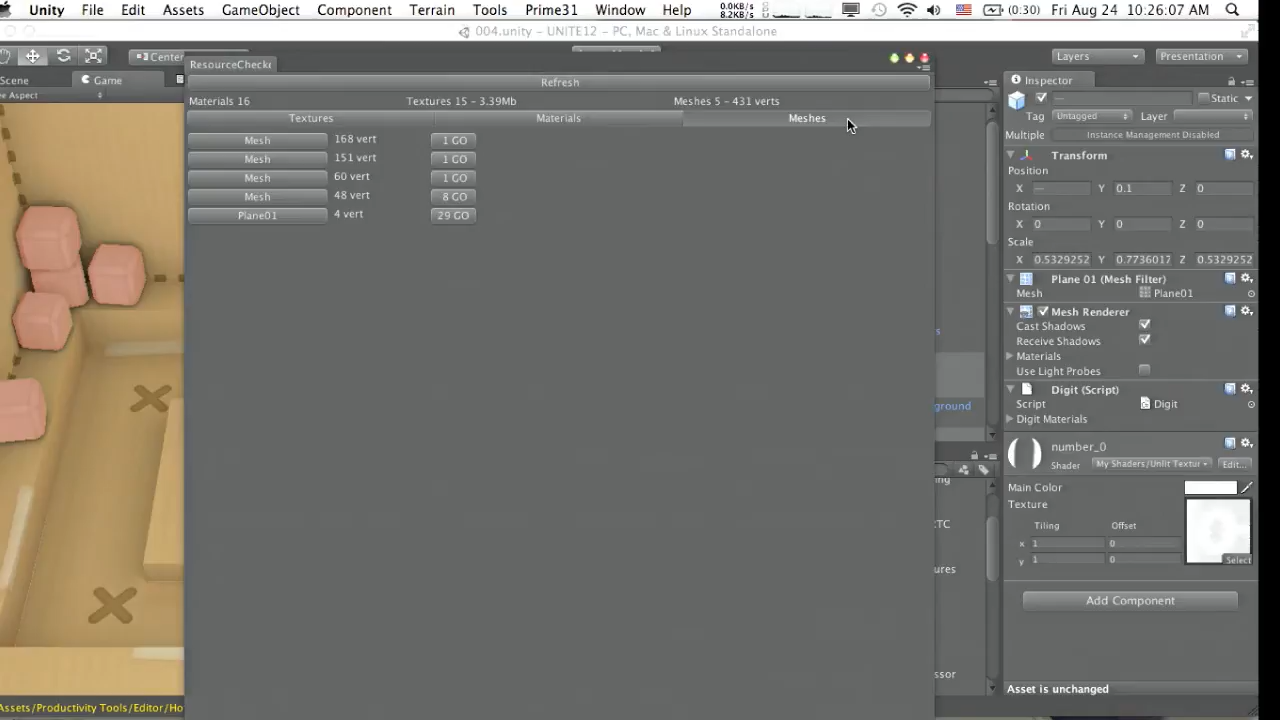 Unity File Edit Assets GameObject Component Terrain Tools Prime31 Window Help 0.0KB/s 8.2KB/s (0:30) Fri Aug 24 10:26:07 AM
004.unity – UNITE12 – PC, Mac & Linux Standalone
Center
Layers
Presentation
ResourceCheck
Scene
Game
Inspector
Refresh
e Aspect
Materials 16
Textures 15 – 3.39Mb
Meshes 5 – 431 verts
Textures
Materials
Meshes
Mesh 168 vert 1 GO
Mesh 151 vert 1 GO
Mesh 60 vert 1 GO
Mesh 48 vert 8 GO
Plane01 4 vert 29 GO
—
Static
Tag Untagged Layer
Multiple Instance Management Disabled
Transform
Position
X — Y 0.1 Z 0
Rotation
X 0 Y 0 Z 0
Scale
X 0.5329252 Y 0.7736017 Z 0.5329252
Plane 01 (Mesh Filter)
Mesh Plane01
Mesh Renderer
Cast Shadows
Receive Shadows
Materials
Use Light Probes
Digit (Script)
Script Digit
Digit Materials
number_0
Shader My Shaders/Unlit Textur Edit...
Main Color
Texture
Tiling Offset
x 1 0
y 1 0
Select
Add Component
Asset is unchanged
s
ground
ing
RTC
ures
ssor
Assets/Productivity Tools/Editor/Ho